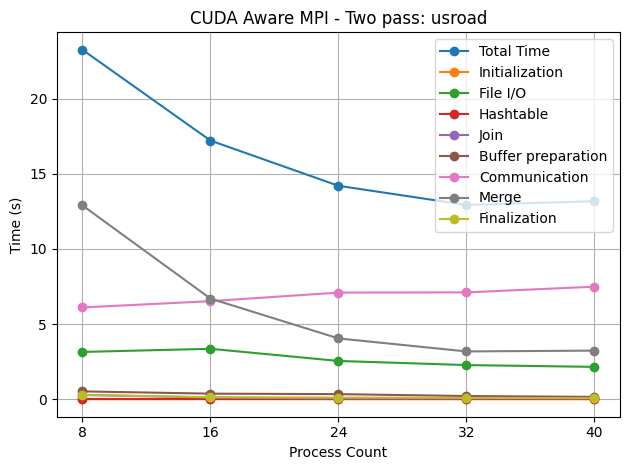 CUDA Aware MPI - Two pass: usroad
Total Time
Initialization
File I/O
Hashtable
Join
Buffer preparation
Communication
Merge
Finalization
Time (s)
20
15
10
5
0
8 16 24 32 40
Process Count